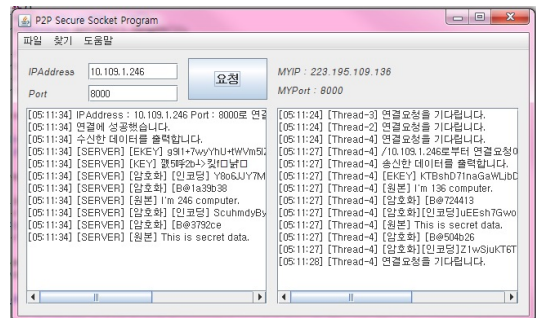 P2P Secure Socket Program
파일 찾기 도움말
IPAddress 10.109.1.246
Port 8000
요청
MYIP : 223.195.109.136
MYPort : 8000
[05:11:34] IPAddress : 10.109.1.246 Port : 8000로
[05:11:34] 연결에 성공했습니다.
[05:11:34] 수신한 데이터를 출력합니다.
[05:11:34] [SERVER] [EKEY]
[05:11:34] [SERVER] [KEY]
[05:11:34] [SERVER] [암호화] [인코딩]
[05:11:34] [SERVER] [암호화] [B@1a39b38
[05:11:34] [SERVER] [원본] I'm 246 computer.
[05:11:34] [SERVER] [암호화] [인코딩] ScuhmdyBy
[05:11:34] [SERVER] [암호화] [B@3792ce
[05:11:34] [SERVER] [원본] This is secret data.
[05:11:24] [Thread-3] 연결요청을 기다립니다.
[05:11:24] [Thread-2] 연결요청을 기다립니다.
[05:11:24] [Thread-4] 연결요청을 기다립니다.
[05:11:27] [Thread-4] /10.109.1.246로부터 연결요청이
[05:11:27] [Thread-4] 송신한 데이터를 출력합니다.
[05:11:27] [Thread-4] [EKEY] KTBshD71naGaWLibD
[05:11:27] [Thread-4] [원본] I'm 136 computer.
[05:11:27] [Thread-4] [암호화] [B@724413
[05:11:27] [Thread-4] [암호화][인코딩]uEEsh7Gwo
[05:11:27] [Thread-4] [원본] This is secret data.
[05:11:27] [Thread-4] [암호화] [B@504b26
[05:11:27] [Thread-4] [암호화][인코딩]Z1wSjuKT6T
[05:11:28] [Thread-4] 연결요청을 기다립니다.